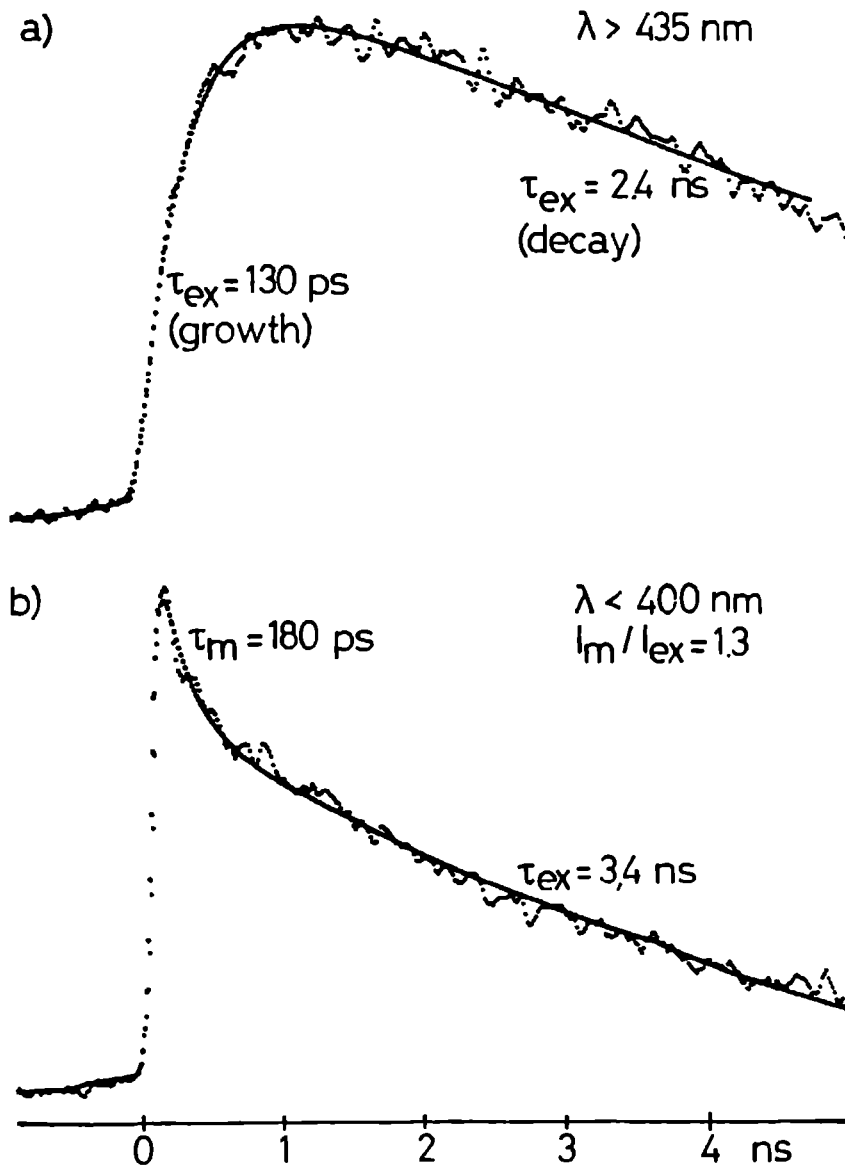 a)
λ > 435 nm
τex = 2.4 ns
(decay)
τex = 130 ps
(growth)
b)
λ < 400 nm
Im / Iex = 1.3
τm = 180 ps
τex = 3,4 ns
0 1 2 3 4 ns